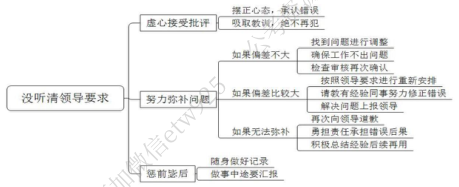 没听清领导要求
虚心接受批评
摆正心态，承认错误
吸取教训，绝不再犯
努力弥补问题
如果偏差不大
找到问题进行调整
确保工作不出问题
检查审核再次确认
如果偏差比较大
按照领导要求进行重新安排
请教有经验同事努力修正错误
解决问题上报领导
如果无法弥补
再次向领导道歉
勇担责任承担错误后果
积极总结经验后续再用
惩前毖后
随身做好记录
做事中途要汇报